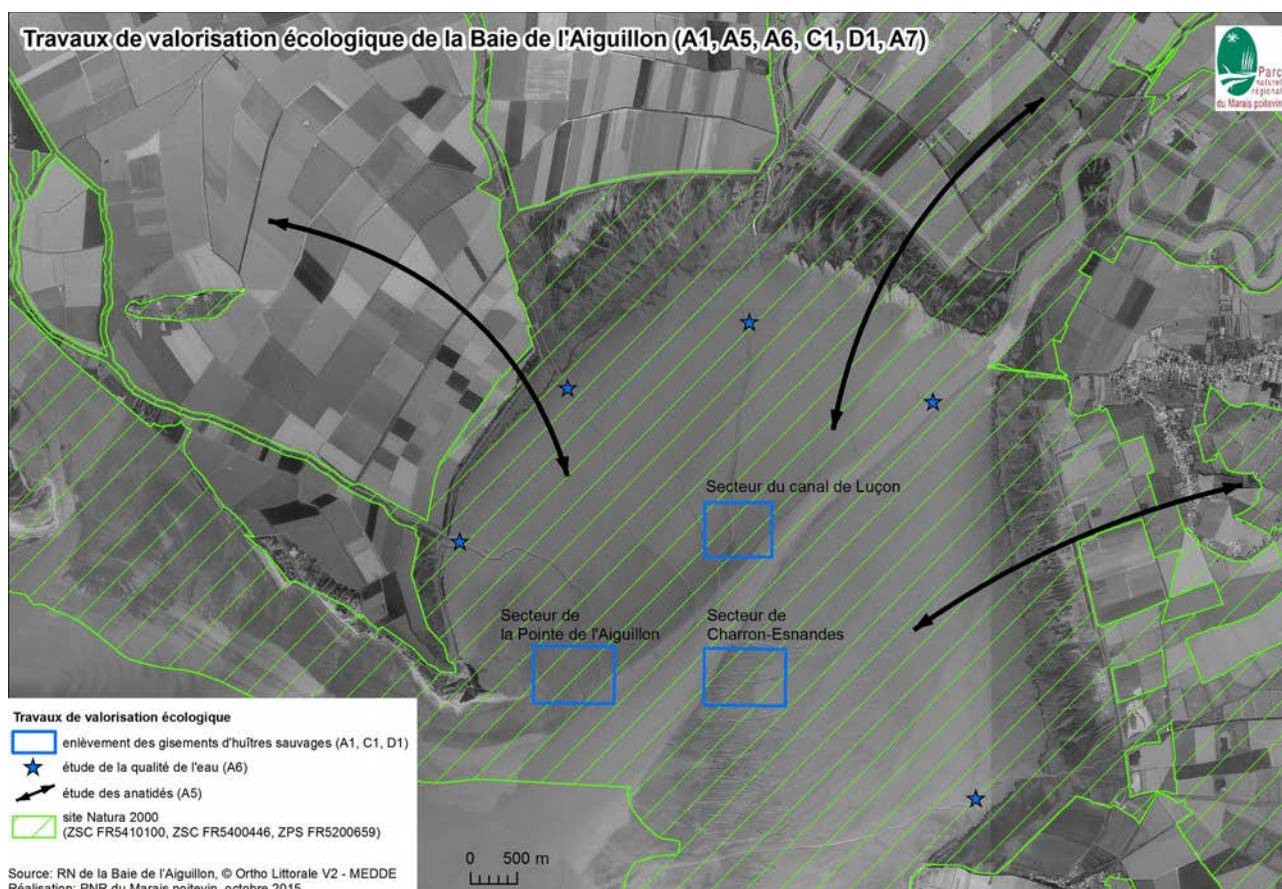 Travaux de valorisation écologique de la Baie de l'Aiguillon (A1, A5, A6, C1, D1, A7)
Parc
naturel
régional
du Marais poitevin
Secteur du canal de Luçon
Secteur de
la Pointe de l'Aiguillon
Secteur de
Charron-Esnandes
Travaux de valorisation écologique
enlèvement des gisements d'huîtres sauvages (A1, C1, D1)
étude de la qualité de l'eau (A6)
étude des anatidés (A5)
site Natura 2000
(ZSC FR5410100, ZSC FR5400446, ZPS FR5200659)
0 500 m
Source: RN de la Baie de l'Aiguillon, © Ortho Littorale V2 - MEDDE
Réalisation: PNR du Marais poitevin, octobre 2015